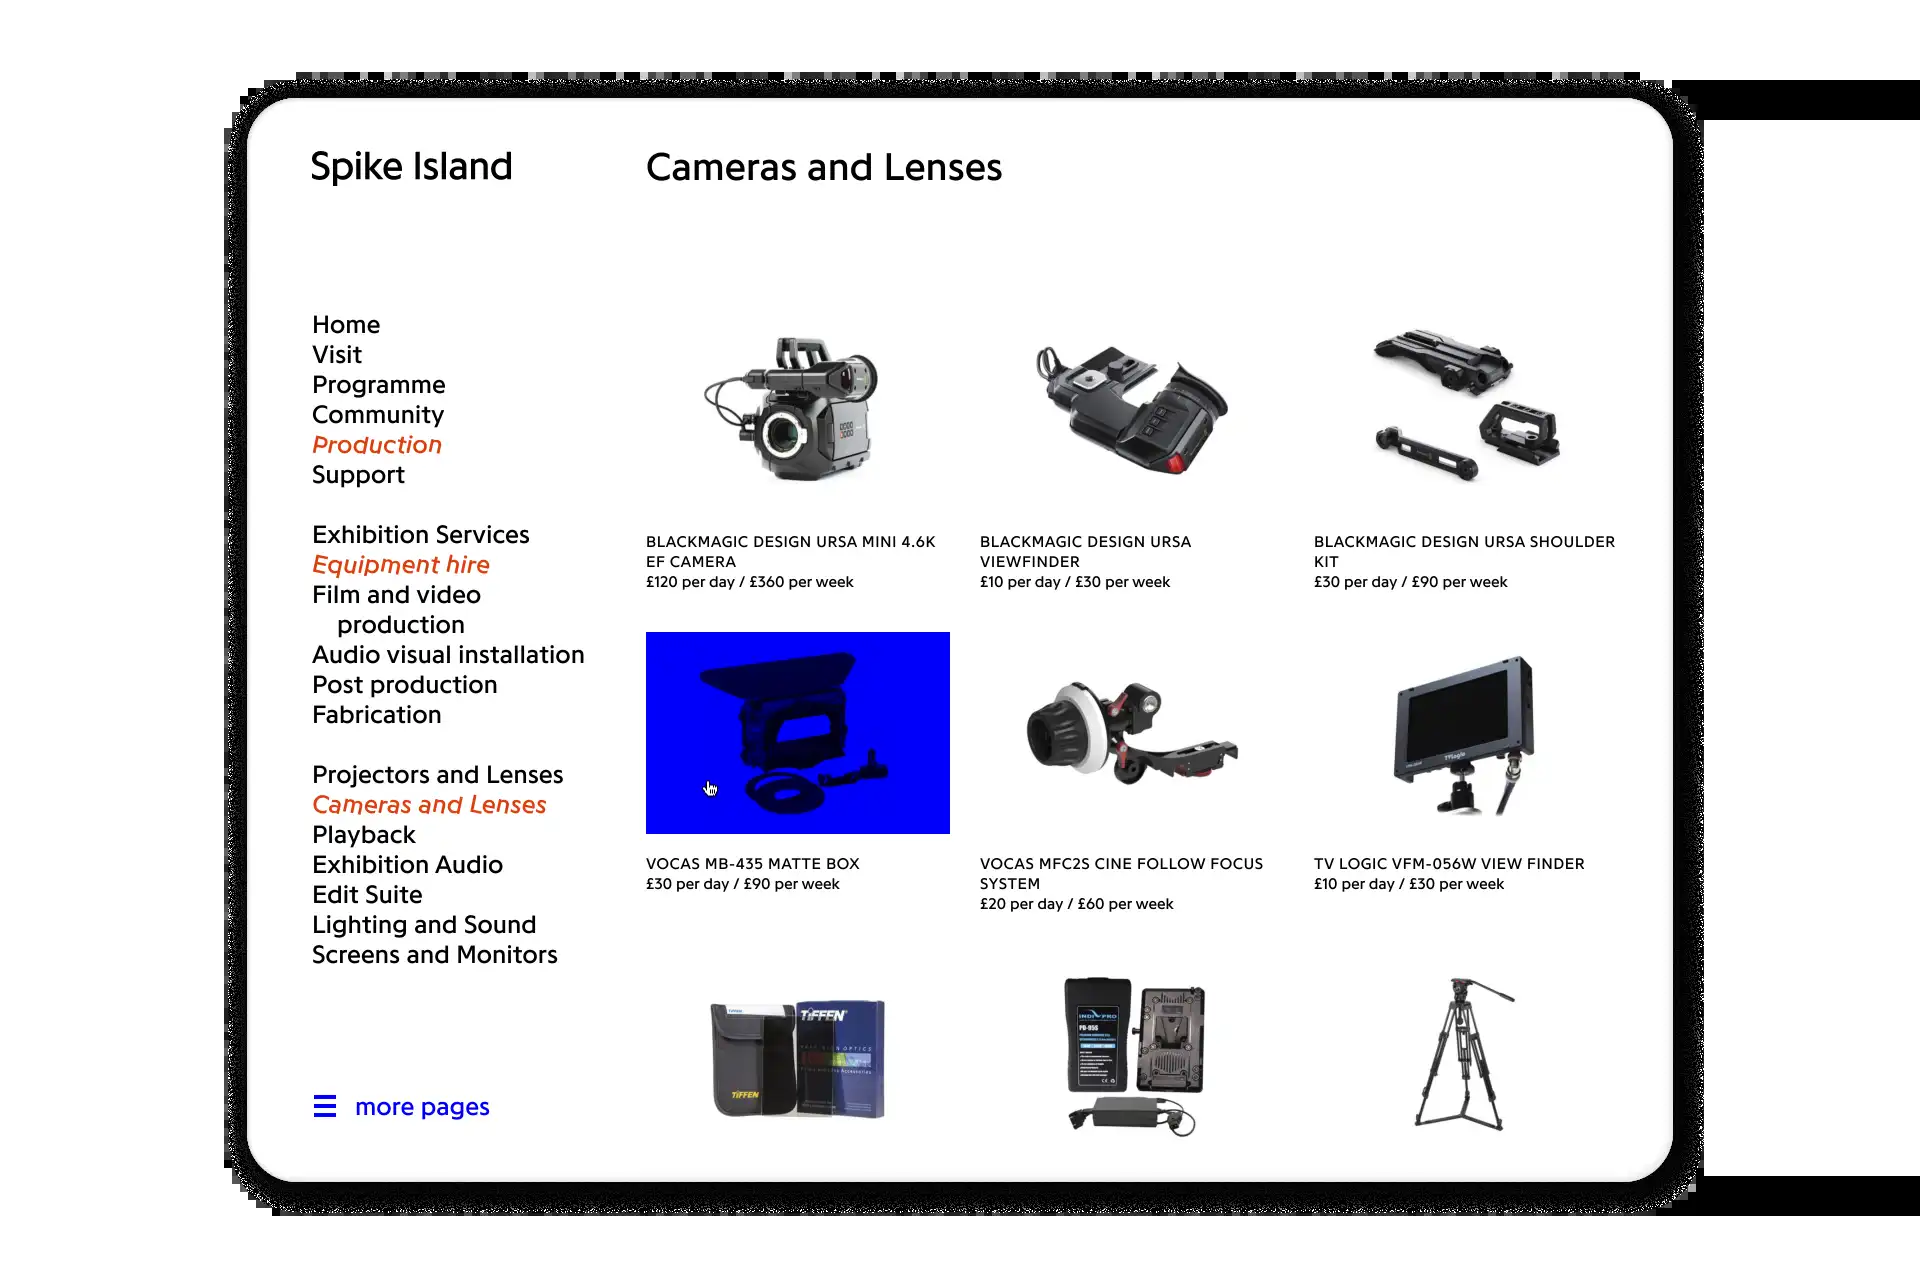 Spike Island
Cameras and Lenses
Home
Visit
Programme
Community
Production
Support
Exhibition Services
Equipment hire
Film and video
production
Audio visual installation
Post production
Fabrication
Projectors and Lenses
Cameras and Lenses
Playback
Exhibition Audio
Edit Suite
Lighting and Sound
Screens and Monitors
more pages
BLACKMAGIC DESIGN URSA MINI 4.6K
EF CAMERA
£120 per day / £360 per week
BLACKMAGIC DESIGN URSA
VIEWFINDER
£10 per day / £30 per week
BLACKMAGIC DESIGN URSA SHOULDER
KIT
£30 per day / £90 per week
VOCAS MB-435 MATTE BOX
£30 per day / £90 per week
VOCAS MFC2S CINE FOLLOW FOCUS
SYSTEM
£20 per day / £60 per week
TVLogic
TV LOGIC VFM-056W VIEW FINDER
£10 per day / £30 per week
TIFFEN
TIFFEN
INDI PRO
PB-95S